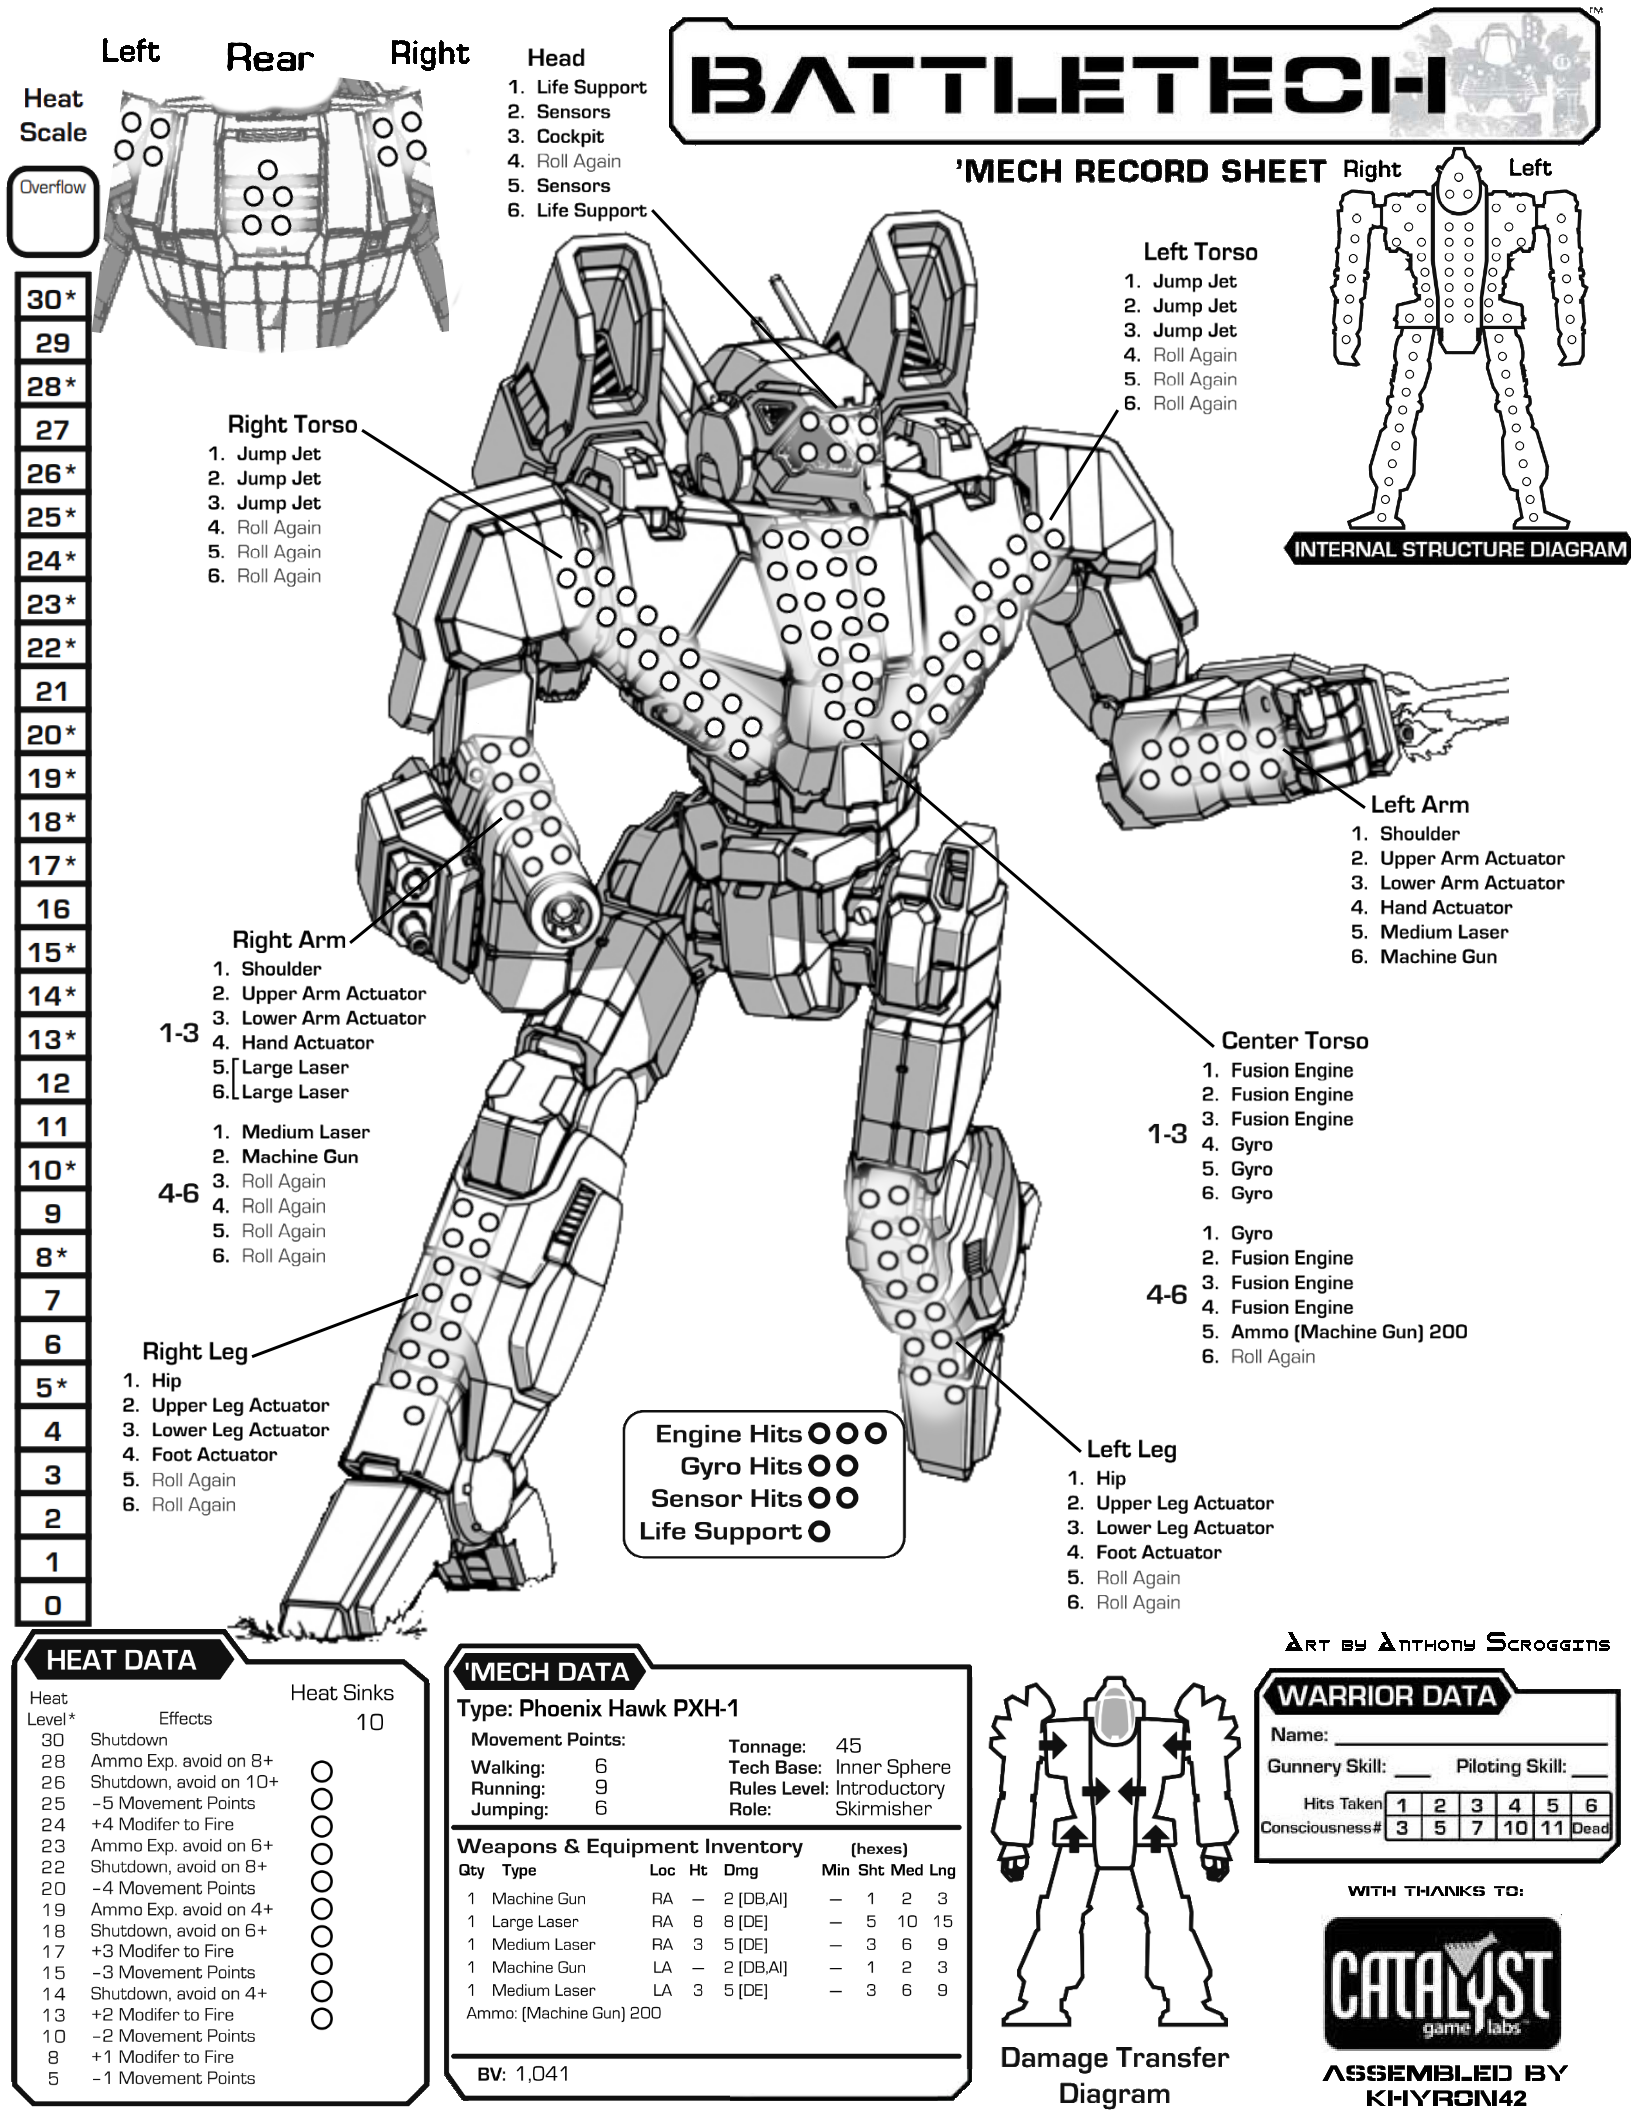 Left Rear Right
Heat
Scale
Overflow
30*
29
28*
27
26*
25*
24*
23*
22*
21
20*
19*
18*
17*
16
15*
14*
13*
12
11
10*
9
8*
7
6
5*
4
3
2
1
0
Head
1. Life Support
2. Sensors
3. Cockpit
4. Roll Again
5. Sensors
6. Life Support
BATTLETECH
TM
'MECH RECORD SHEET
Right Left
INTERNAL STRUCTURE DIAGRAM
Left Torso
1. Jump Jet
2. Jump Jet
3. Jump Jet
4. Roll Again
5. Roll Again
6. Roll Again
Right Torso
1. Jump Jet
2. Jump Jet
3. Jump Jet
4. Roll Again
5. Roll Again
6. Roll Again
Left Arm
1. Shoulder
2. Upper Arm Actuator
3. Lower Arm Actuator
4. Hand Actuator
5. Medium Laser
6. Machine Gun
Right Arm
1-3
1. Shoulder
2. Upper Arm Actuator
3. Lower Arm Actuator
4. Hand Actuator
5. Large Laser
6. Large Laser
4-6
1. Medium Laser
2. Machine Gun
3. Roll Again
4. Roll Again
5. Roll Again
6. Roll Again
Center Torso
1-3
1. Fusion Engine
2. Fusion Engine
3. Fusion Engine
4. Gyro
5. Gyro
6. Gyro
4-6
1. Gyro
2. Fusion Engine
3. Fusion Engine
4. Fusion Engine
5. Ammo (Machine Gun) 200
6. Roll Again
Right Leg
1. Hip
2. Upper Leg Actuator
3. Lower Leg Actuator
4. Foot Actuator
5. Roll Again
6. Roll Again
Engine Hits
Gyro Hits
Sensor Hits
Life Support
Left Leg
1. Hip
2. Upper Leg Actuator
3. Lower Leg Actuator
4. Foot Actuator
5. Roll Again
6. Roll Again
HEAT DATA
Heat
Level* Effects
Heat Sinks
10
30 Shutdown
28 Ammo Exp. avoid on 8+
26 Shutdown, avoid on 10+
25 -5 Movement Points
24 +4 Modifer to Fire
23 Ammo Exp. avoid on 6+
22 Shutdown, avoid on 8+
20 -4 Movement Points
19 Ammo Exp. avoid on 4+
18 Shutdown, avoid on 6+
17 +3 Modifer to Fire
15 -3 Movement Points
14 Shutdown, avoid on 4+
13 +2 Modifer to Fire
10 -2 Movement Points
8 +1 Modifer to Fire
5 -1 Movement Points
'MECH DATA
Type: Phoenix Hawk PXH-1
Movement Points:
Walking: 6
Running: 9
Jumping: 6
Tonnage: 45
Tech Base: Inner Sphere
Rules Level: Introductory
Role: Skirmisher
Weapons & Equipment Inventory (hexes)
Qty Type Loc Ht Dmg Min Sht Med Lng
1 Machine Gun RA — 2 [DB,AI] — 1 2 3
1 Large Laser RA 8 8 [DE] — 5 10 15
1 Medium Laser RA 3 5 [DE] — 3 6 9
1 Machine Gun LA — 2 [DB,AI] — 1 2 3
1 Medium Laser LA 3 5 [DE] — 3 6 9
Ammo: (Machine Gun) 200
BV: 1,041
Damage Transfer
Diagram
Art by Anthony Scroggins
WARRIOR DATA
Name:
Gunnery Skill: Piloting Skill:
Hits Taken 1 2 3 4 5 6
Consciousness# 3 5 7 10 11 Dead
WITH THANKS TO:
CATALYST
game labs
ASSEMBLED BY
KHYRON42